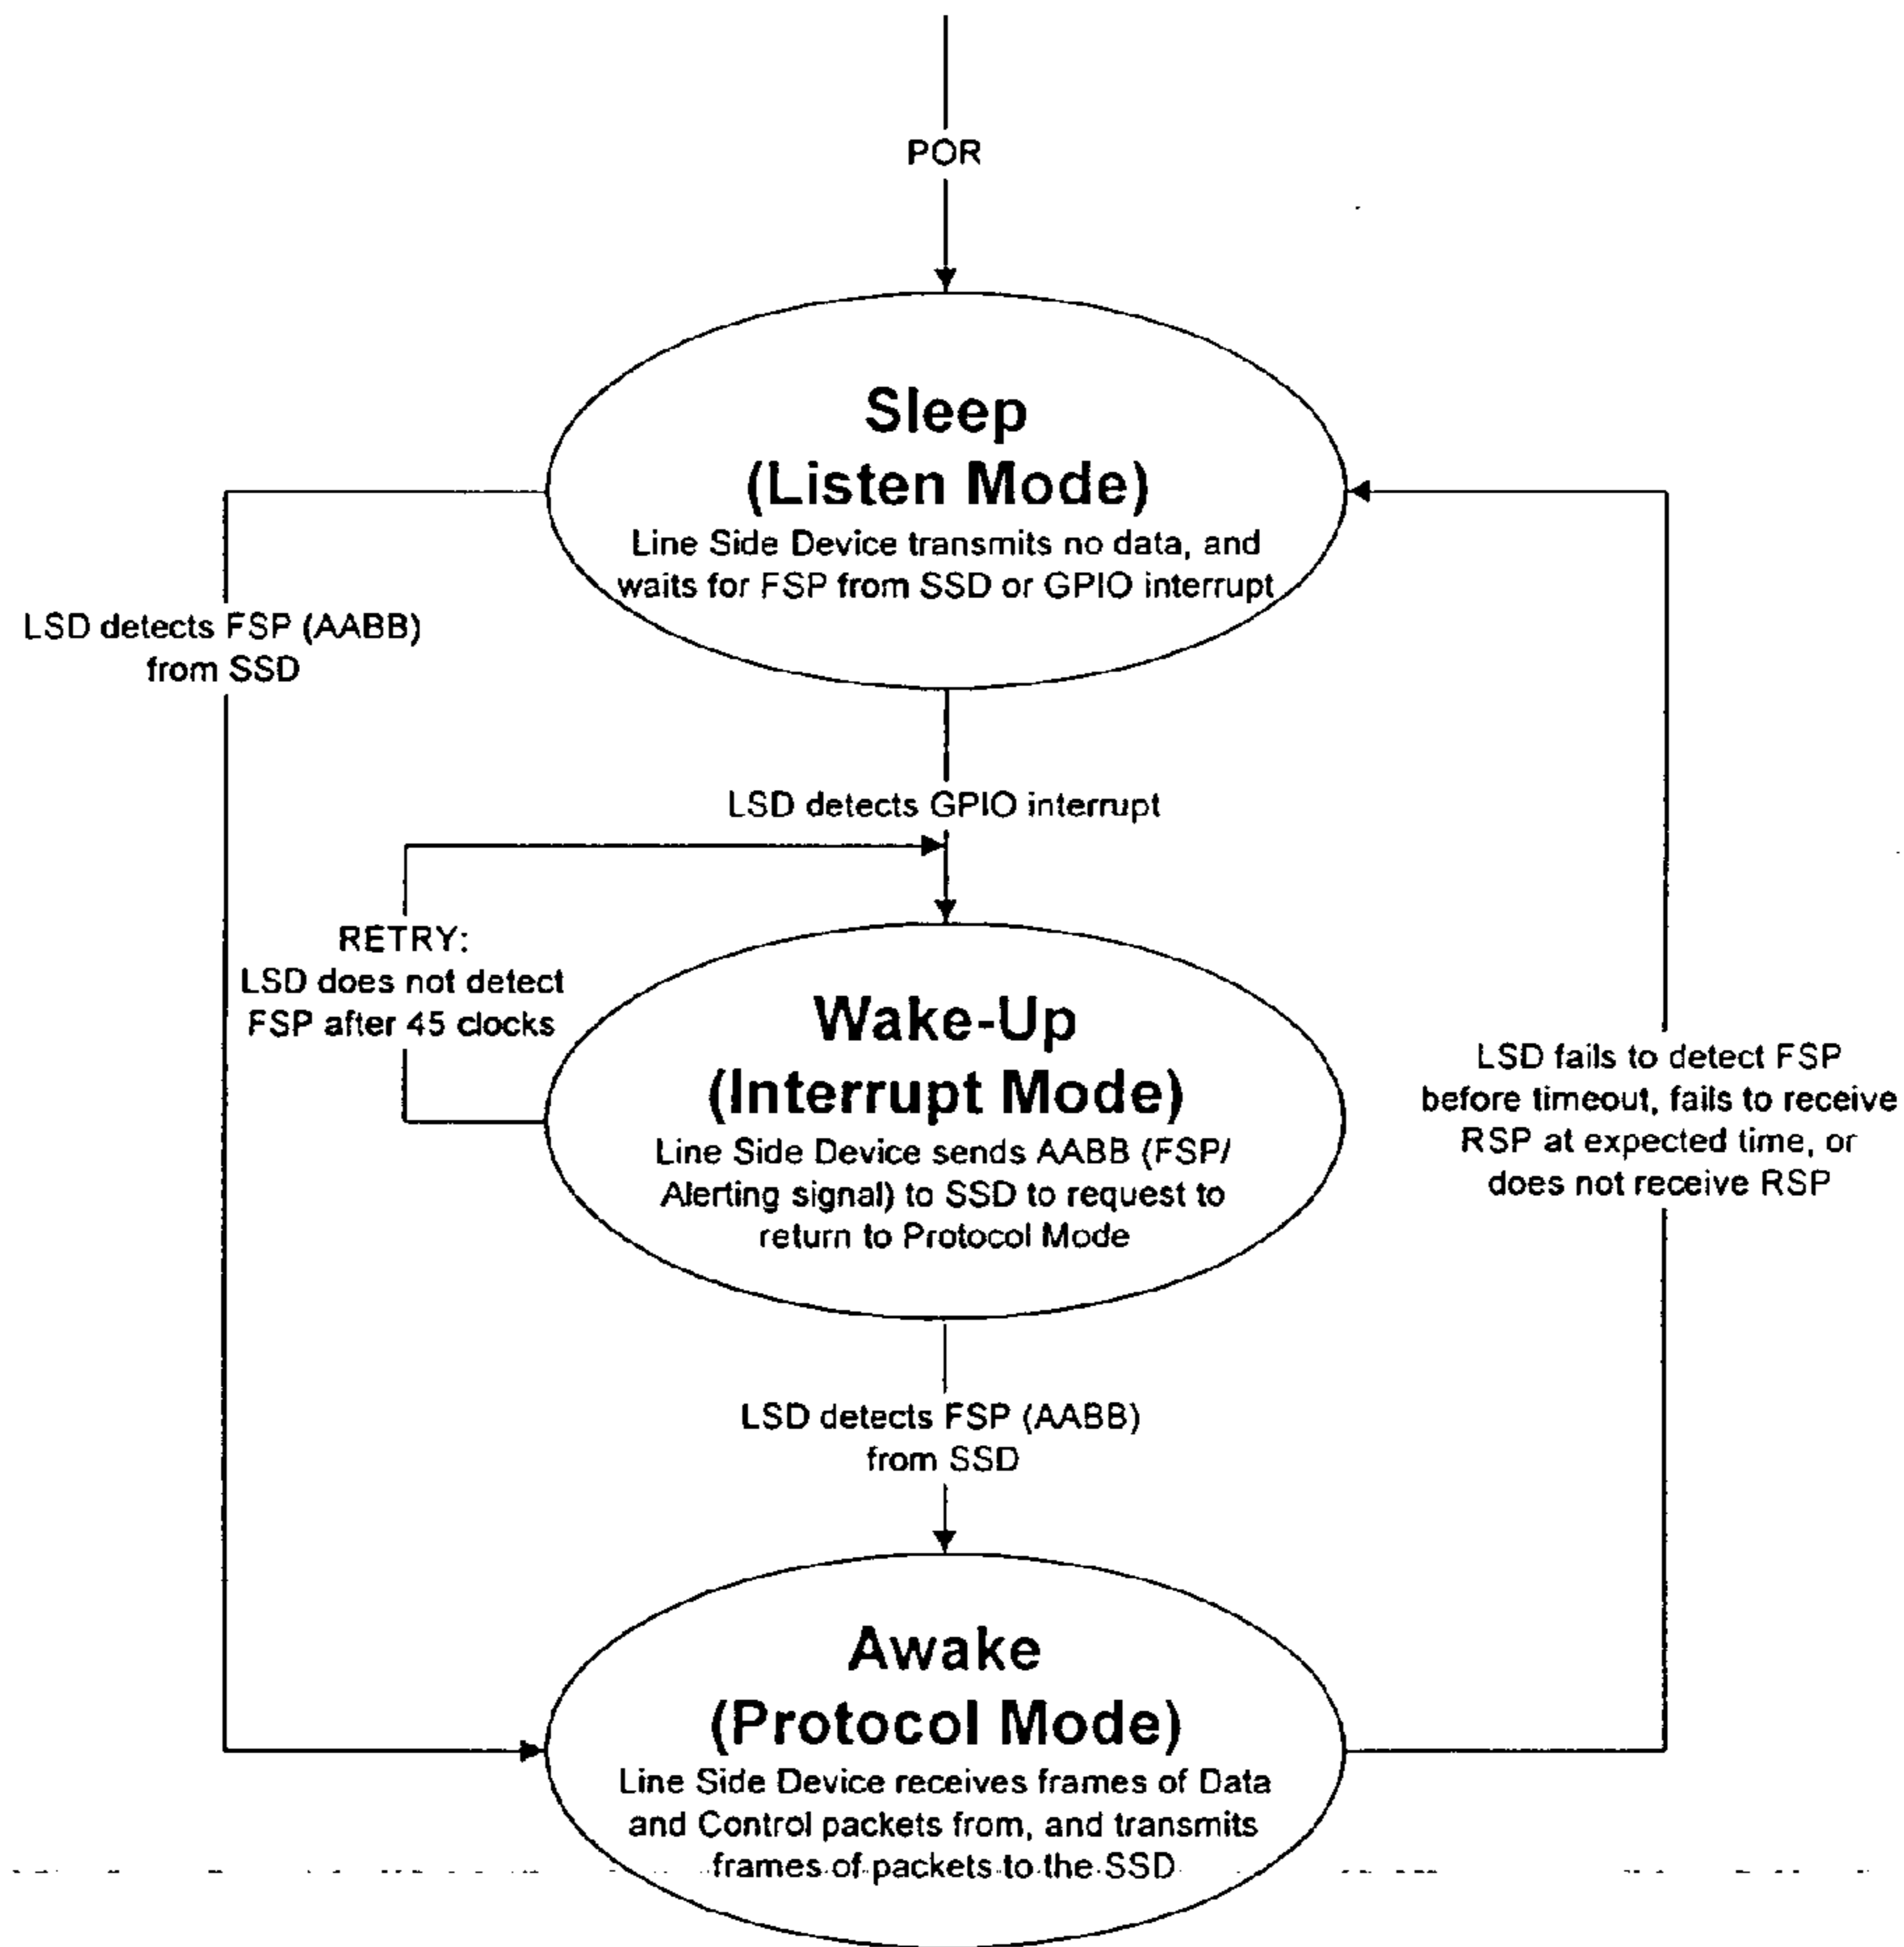 POR
Sleep
(Listen Mode)
Line Side Device transmits no data, and
waits for FSP from SSD or GPIO interrupt
LSD detects FSP (AABB)
from SSD
LSD detects GPIO interrupt
RETRY:
LSD does not detect
FSP after 45 clocks
Wake-Up
(Interrupt Mode)
Line Side Device sends AABB (FSP/
Alerting signal) to SSD to request to
return to Protocol Mode
LSD fails to detect FSP
before timeout, fails to receive
RSP at expected time, or
does not receive RSP
LSD detects FSP (AABB)
from SSD
Awake
(Protocol Mode)
Line Side Device receives frames of Data
and Control packets from, and transmits
frames of packets to the SSD